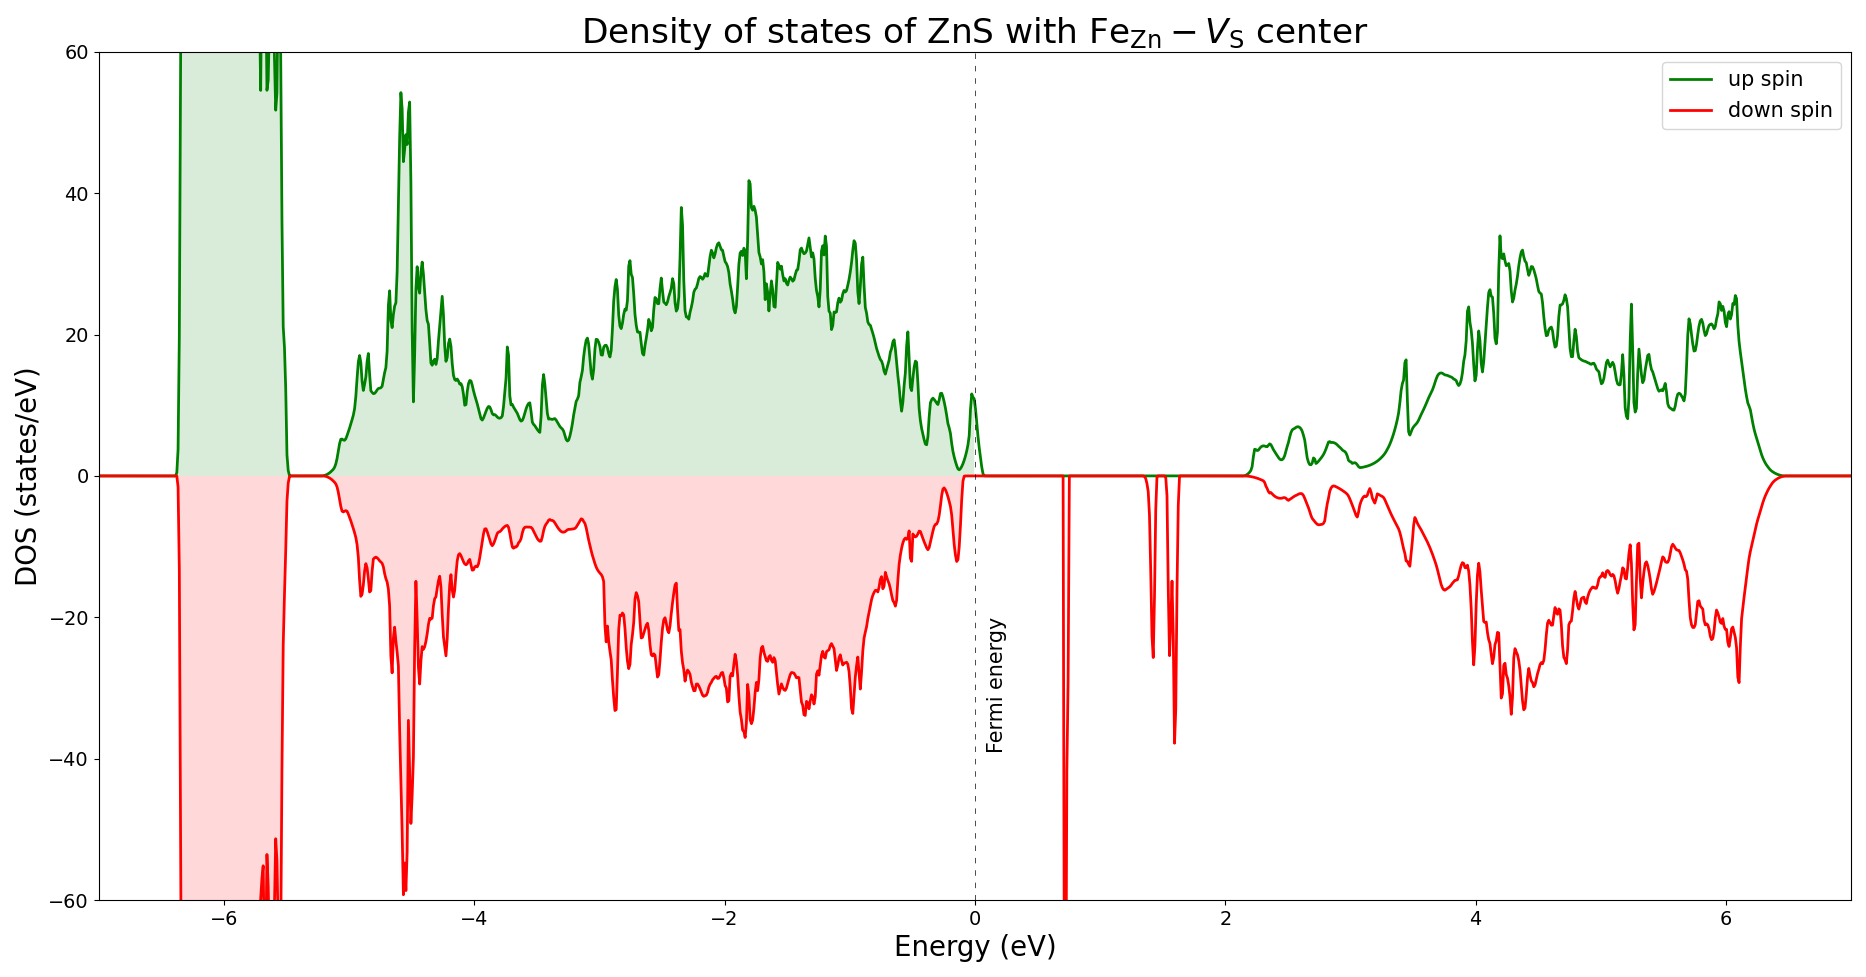 Density of states of ZnS with Fe_Zn − V_S center
up spin
down spin
60
40
20
0
−20
−40
−60
DOS (states/eV)
Fermi energy
−6
−4
−2
0
2
4
6
Energy (eV)